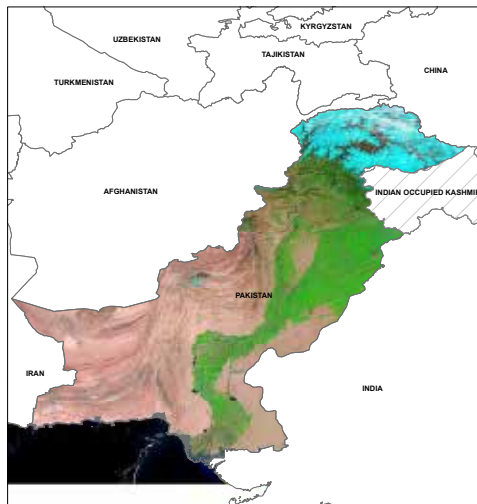 KYRGYZSTAN
UZBEKISTAN
TAJIKISTAN
CHINA
TURKMENISTAN
AFGHANISTAN
INDIAN OCCUPIED KASHMIR
PAKISTAN
IRAN
INDIA